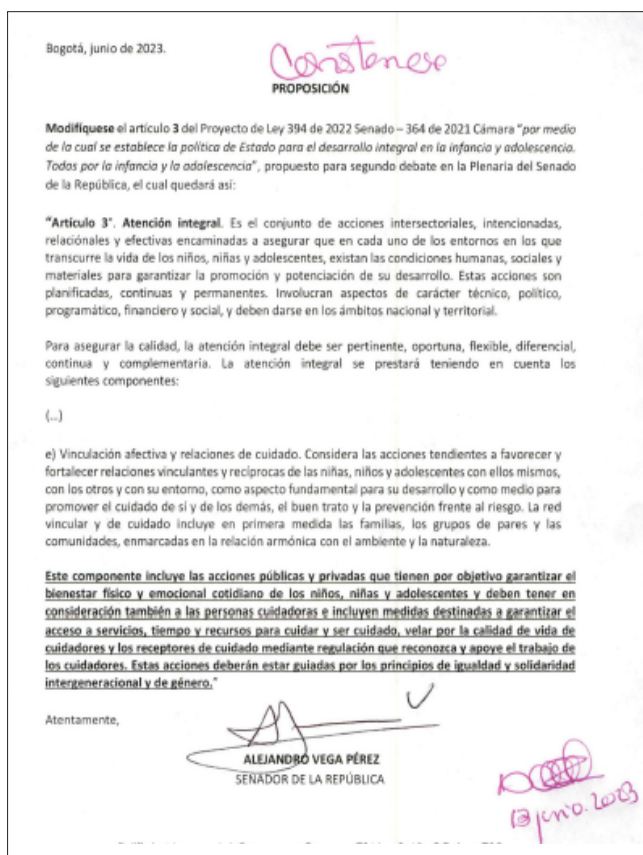 Bogotá, junio de 2023.
Constancia
PROPOSICIÓN
Modifíquese el artículo 3 del Proyecto de Ley 394 de 2022 Senado – 364 de 2021 Cámara "por medio
de la cual se establece la política de Estado para el desarrollo integral en la infancia y adolescencia.
Todos por la infancia y la adolescencia", propuesto para segundo debate en la Plenaria del Senado
de la República, el cual quedará así:
"Artículo 3°. Atención integral. Es el conjunto de acciones intersectoriales, intencionadas,
relaciónales y efectivas encaminadas a asegurar que en cada uno de los entornos en los que
transcurre la vida de los niños, niñas y adolescentes, existan las condiciones humanas, sociales y
materiales para garantizar la promoción y potenciación de su desarrollo. Estas acciones son
planificadas, continuas y permanentes. Involucran aspectos de carácter técnico, político,
programático, financiero y social, y deben darse en los ámbitos nacional y territorial.
Para asegurar la calidad, la atención integral debe ser pertinente, oportuna, flexible, diferencial,
continua y complementaria. La atención integral se prestará teniendo en cuenta los
siguientes componentes:
(...)
e) Vinculación afectiva y relaciones de cuidado. Considera las acciones tendientes a favorecer y
fortalecer relaciones vinculantes y recíprocas de las niñas, niños y adolescentes con ellos mismos,
con los otros y con su entorno, como aspecto fundamental para su desarrollo y como medio para
promover el cuidado de sí y de los demás, el buen trato y la prevención frente al riesgo. La red
vincular y de cuidado incluye en primera medida las familias, los grupos de pares y las
comunidades, enmarcadas en la relación armónica con el ambiente y la naturaleza.
Este componente incluye las acciones públicas y privadas que tienen por objetivo garantizar el
bienestar físico y emocional cotidiano de los niños, niñas y adolescentes y deben tener en
consideración también a las personas cuidadoras e incluyen medidas destinadas a garantizar el
acceso a servicios, tiempo y recursos para cuidar y ser cuidado, velar por la calidad de vida de
cuidadores y los receptores de cuidado mediante regulación que reconozca y apoye el trabajo de
los cuidadores. Estas acciones deberán estar guiadas por los principios de igualdad y solidaridad
intergeneracional y de género."
Atentamente,
ALEJANDRO VEGA PÉREZ
SENADOR DE LA REPÚBLICA
13 junio. 2023